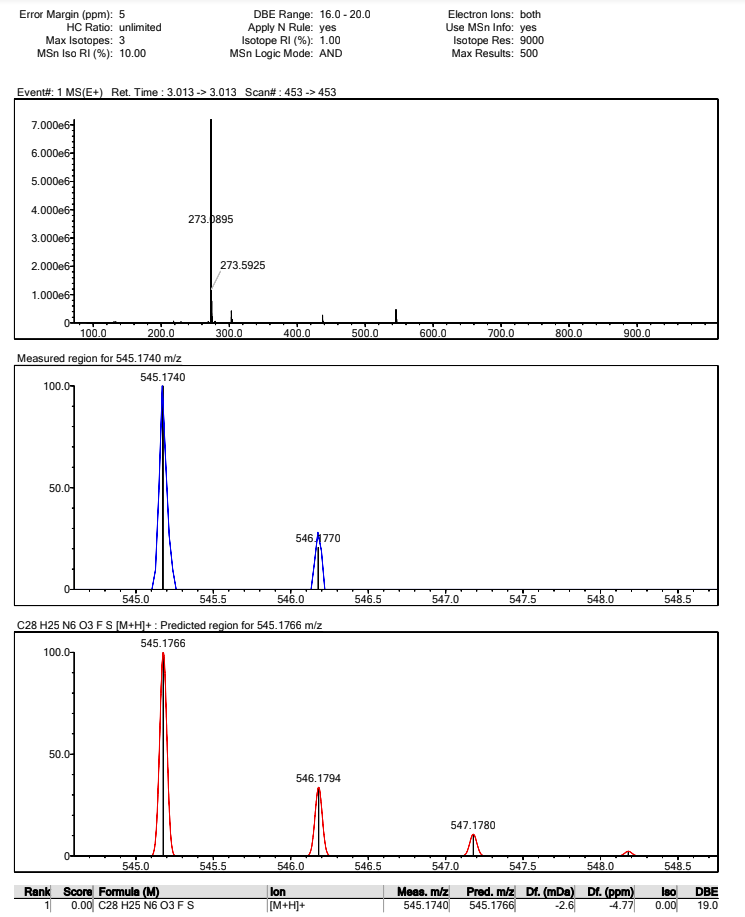 Error Margin (ppm): 5 DBE Range: 16.0 - 20.0 Electron Ions: both
HC Ratio: unlimited Apply N Rule: yes Use MSn Info: yes
Max Isotopes: 3 Isotope RI (%): 1.00 Isotope Res: 9000
MSn Iso RI (%): 10.00 MSn Logic Mode: AND Max Results: 500
Event#: 1 MS(E+) Ret. Time : 3.013 -> 3.013 Scan# : 453 -> 453
7.000e6
6.000e6
5.000e6
4.000e6
273.0895
3.000e6
273.5925
2.000e6
1.000e6
0
100.0 200.0 300.0 400.0 500.0 600.0 700.0 800.0 900.0
Measured region for 545.1740 m/z
545.1740
100.0
546.1770
50.0
0
545.0 545.5 546.0 546.5 547.0 547.5 548.0 548.5
C28 H25 N6 O3 F S [M+H]+ : Predicted region for 545.1766 m/z
545.1766
100.0
546.1794
50.0
547.1780
0
545.0 545.5 546.0 546.5 547.0 547.5 548.0 548.5
Rank Score Formula (M) Ion Meas. m/z Pred. m/z Df. (mDa) Df. (ppm) Iso DBE
1 0.00 C28 H25 N6 O3 F S [M+H]+ 545.1740 545.1766 -2.6 -4.77 0.00 19.0